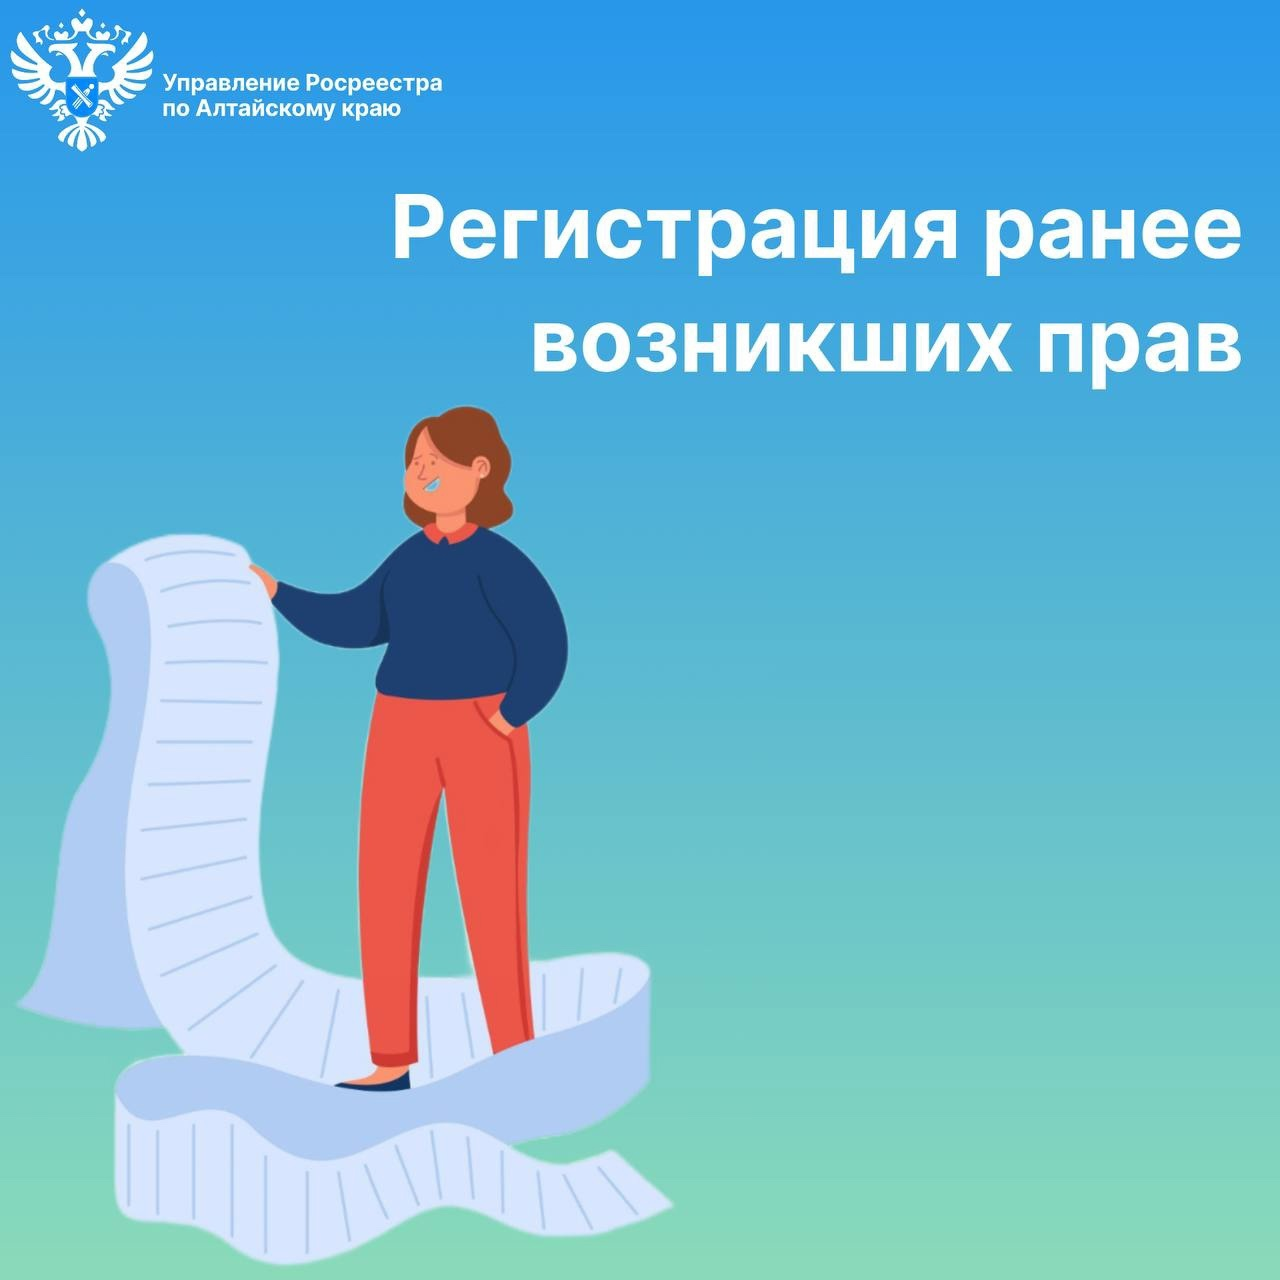 Управление Росреестра
по Алтайскому краю
Регистрация ранее
возникших прав